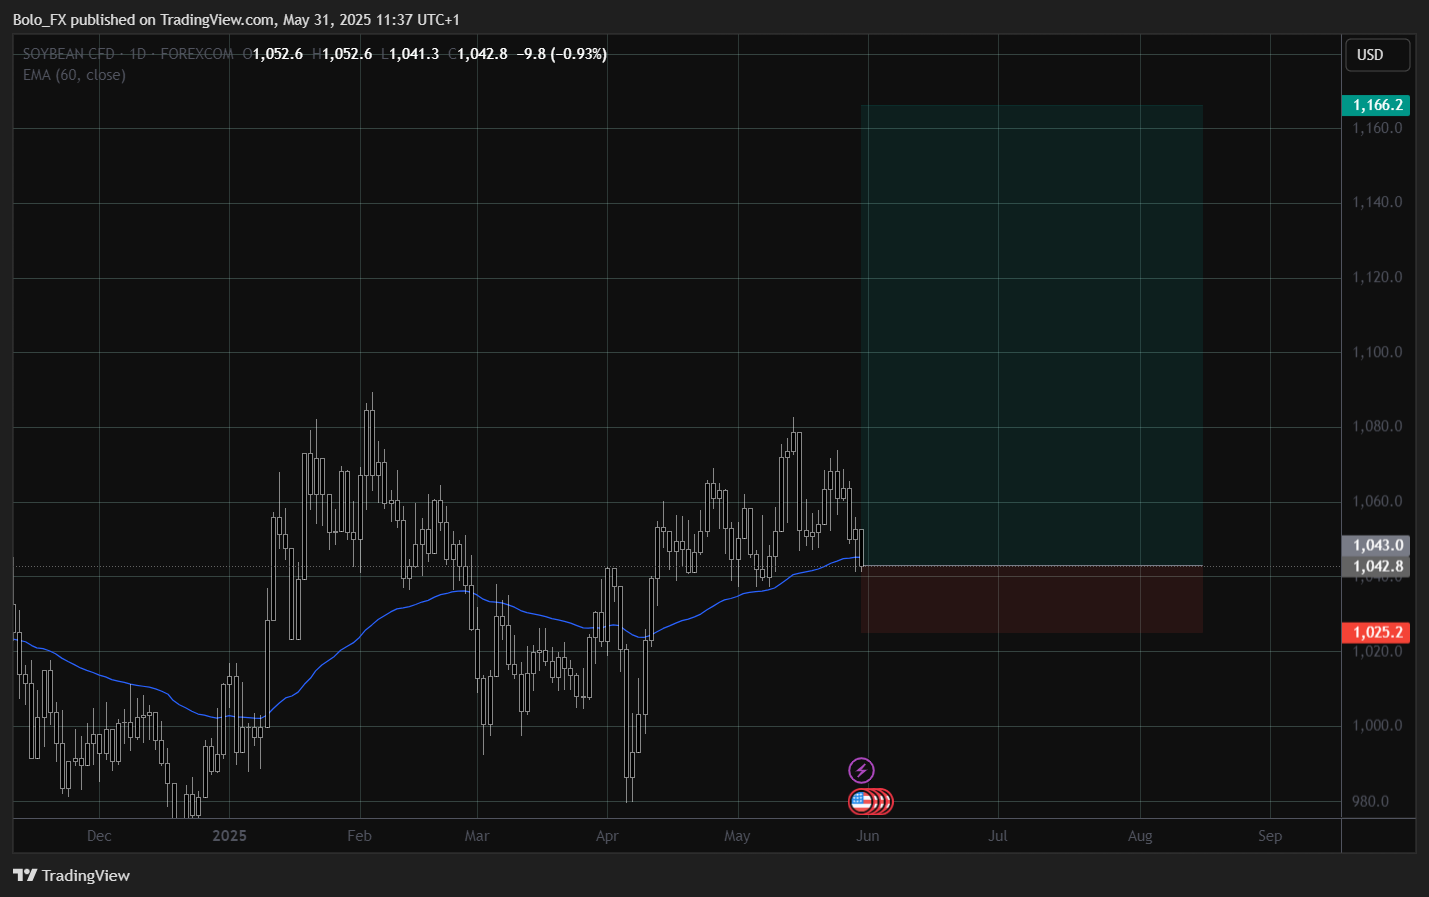 Bolo_FX published on TradingView.com, May 31, 2025 11:37 UTC+1
SOYBEAN CFD · 1D · FOREXCOM O1,052.6 H1,052.6 L1,041.3 C1,042.8 −9.8 (−0.93%)
EMA (60, close)
USD
1,166.2
1,160.0
1,140.0
1,120.0
1,100.0
1,080.0
1,060.0
1,043.0
1,042.8
1,040.0
1,025.2
1,020.0
1,000.0
980.0
Dec 2025 Feb Mar Apr May Jun Jul Aug Sep
TradingView